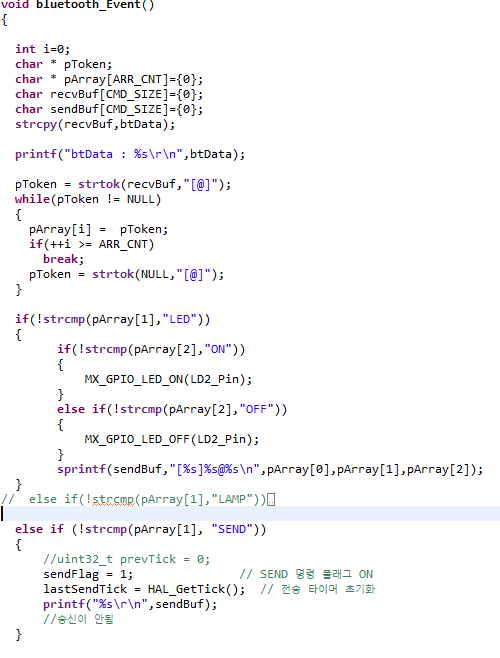 void bluetooth_Event()
{
int i=0;
char * pToken;
char * pArray[ARR_CNT]={0};
char recvBuf[CMD_SIZE]={0};
char sendBuf[CMD_SIZE]={0};
strcpy(recvBuf,btData);
printf("btData : %s\r\n",btData);
pToken = strtok(recvBuf,"[@]");
while(pToken != NULL)
{
pArray[i] =  pToken;
if(++i >= ARR_CNT)
break;
pToken = strtok(NULL,"[@]");
}
if(!strcmp(pArray[1],"LED"))
{
if(!strcmp(pArray[2],"ON"))
{
MX_GPIO_LED_ON(LD2_Pin);
}
else if(!strcmp(pArray[2],"OFF"))
{
MX_GPIO_LED_OFF(LD2_Pin);
}
sprintf(sendBuf,"[%s]%s@%s\n",pArray[0],pArray[1],pArray[2]);
}
//  else if(!strcmp(pArray[1],"LAMP"))
else if (!strcmp(pArray[1], "SEND"))
{
//uint32_t prevTick = 0;
sendFlag = 1;              // SEND 명령 플래그 ON
lastSendTick = HAL_GetTick();  // 전송 타이머 초기화
printf("%s\r\n",sendBuf);
//송신이 안됨
}